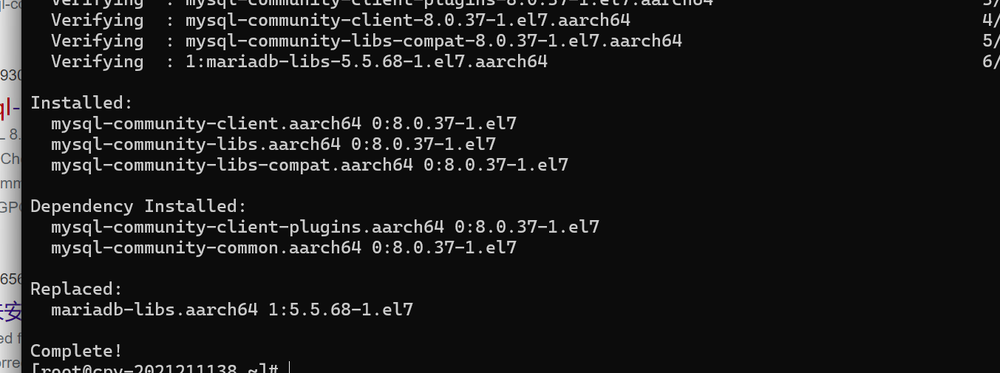 ql-co
mysql-community-client-plugins-8.0.37-1.el7.aarch64 3/
Verifying : mysql-community-client-8.0.37-1.el7.aarch64 4/
Verifying : mysql-community-libs-compat-8.0.37-1.el7.aarch64 5/
Verifying : 1:mariadb-libs-5.5.68-1.el7.aarch64 6/
930
Installed:
ql-
mysql-community-client.aarch64 0:8.0.37-1.el7
L 8.
mysql-community-libs.aarch64 0:8.0.37-1.el7
Che
mysql-community-libs-compat.aarch64 0:8.0.37-1.el7
omm
GPG
Dependency Installed:
mysql-community-client-plugins.aarch64 0:8.0.37-1.el7
mysql-community-common.aarch64 0:8.0.37-1.el7
656
Replaced:
安
mariadb-libs.aarch64 1:5.5.68-1.el7
ed f
Complete!
orre
[root@cpy-2021211138 ~]#